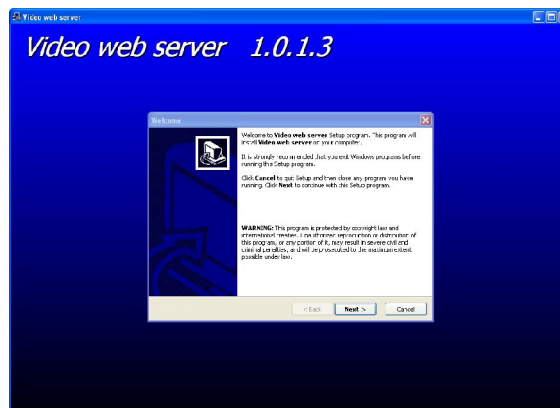 Video web server
Video web server 1.0.1.3
Welcome
Welcome to Video web server Setup program. This program will
install Video web server on your computer.
It is strongly recommended that you exit Windows programs before
running this Setup program.
Click Cancel to quit Setup and then close any program you have
running. Click Next to continue with this Setup program.
WARNING: This program is protected by copyright law and
international treaties. Unauthorized reproduction or distribution of
this program, or any portion of it, may result in severe civil and
criminal penalties, and will be prosecuted to the maximum extent
possible under law.
< Back Next > Cancel